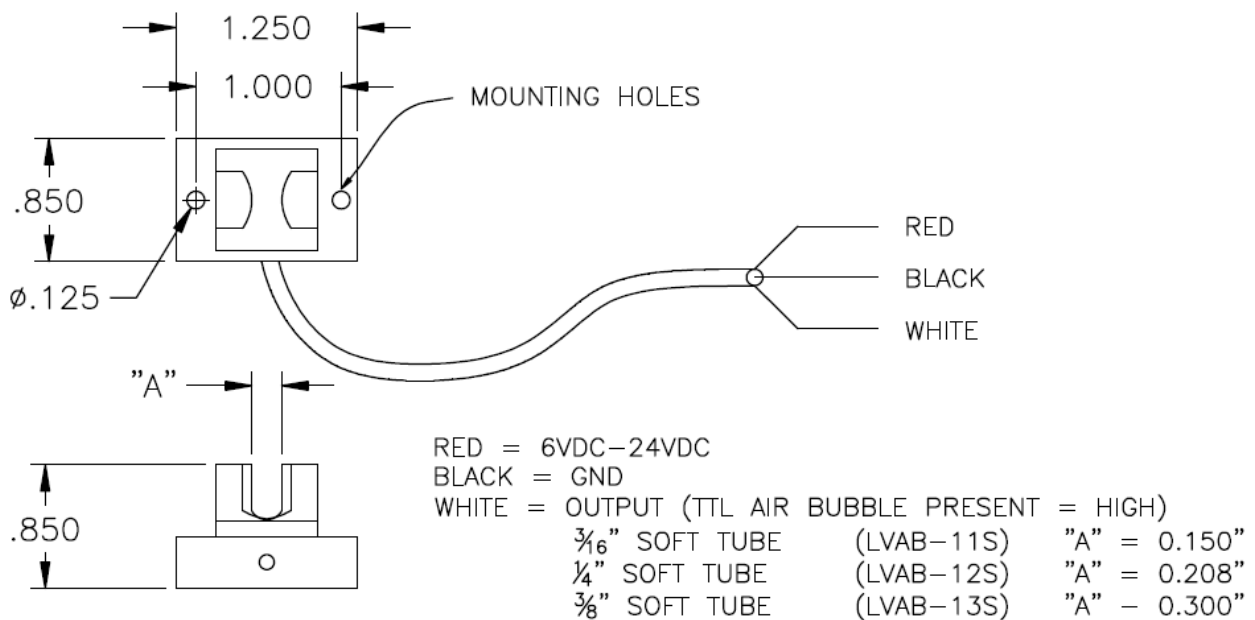 1.250
1.000
MOUNTING HOLES
.850
Ø.125
RED
BLACK
WHITE
"A"
.850
RED = 6VDC-24VDC
BLACK = GND
WHITE = OUTPUT (TTL AIR BUBBLE PRESENT = HIGH)
3/16" SOFT TUBE (LVAB-11S) "A" = 0.150"
1/4" SOFT TUBE (LVAB-12S) "A" = 0.208"
3/8" SOFT TUBE (LVAB-13S) "A" - 0.300"